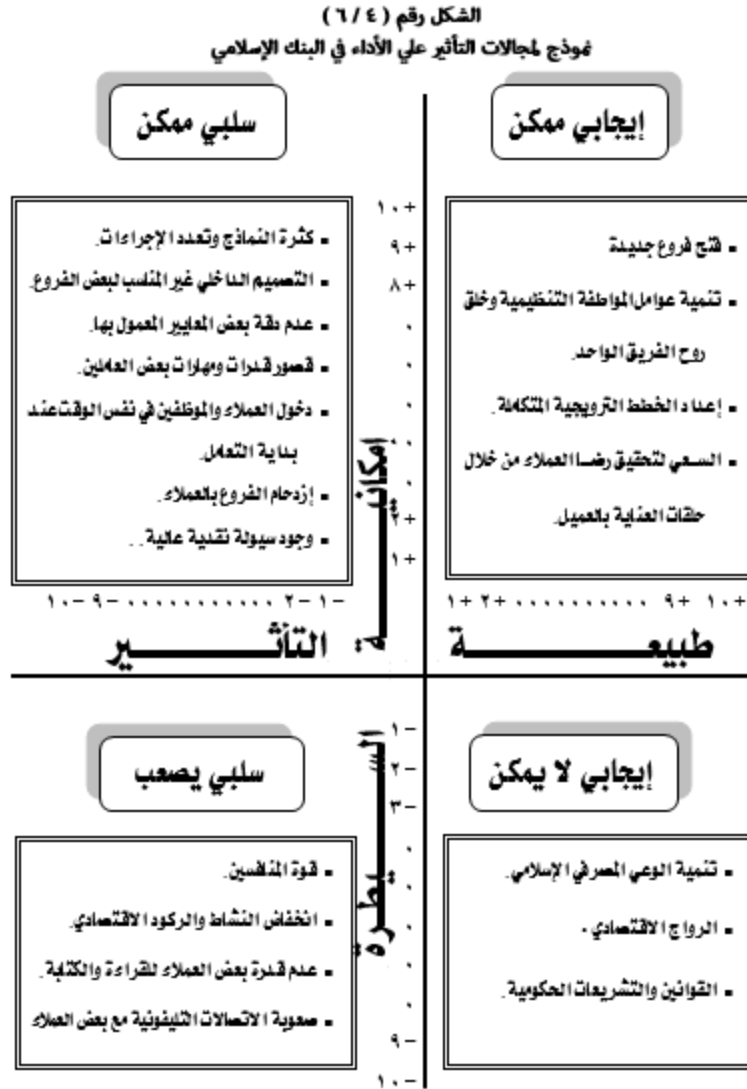 الشكل رقم ( ٤ / ٦ )
نموذج لمجالات التأثير علي الأداء في البنك الإسلامي
إيجابي ممكن
▪ فتح فروع جديدة
▪ تنمية عوامل المواطنة التنظيمية وخلق
روح الفريق الواحد.
▪ إعداد الخطط الترويجية المتكاملة.
▪ السعي لتحقيق رضا العملاء من خلال
حلقات العناية بالعميل.
سلبي ممكن
▪ كثرة النماذج وتعدد الإجراءات.
▪ التصميم الداخلي غير المناسب لبعض الفروع.
▪ عدم دقة بعض المعايير المعمول بها.
▪ قصور قدرات ومهارات بعض العاملين.
▪ دخول العملاء والموظفين في نفس الوقت عند
بداية التعامل.
▪ إزدحام الفروع بالعملاء.
▪ وجود سيولة نقدية عالية . .
١٠ +
٩ +
٨ +
.
.
.
.
.
٢ +
١ +
إمكانيــــــة
١ + ٢ + . . . . . . . . . . ٩ + ١٠ +
١٠ – ٩ – . . . . . . . . . . . . ٢ – ١ –
طبيعــــــــة
التأثــــــــير
إيجابي لا يمكن
▪ تنمية الوعي المصرفي الإسلامي.
▪ الرواج الاقتصادي .
▪ القوانين والتشريعات الحكومية.
سلبي يصعب
▪ قوة المنافسين.
▪ انخفاض النشاط والركود الاقتصادي.
▪ عدم قدرة بعض العملاء للقراءة والكتابة.
▪ صعوبة الاتصالات التليفونية مع بعض العملاء
١ –
٢ –
٣ –
.
.
.
.
.
٩ –
١٠ –
الســــــيطرة